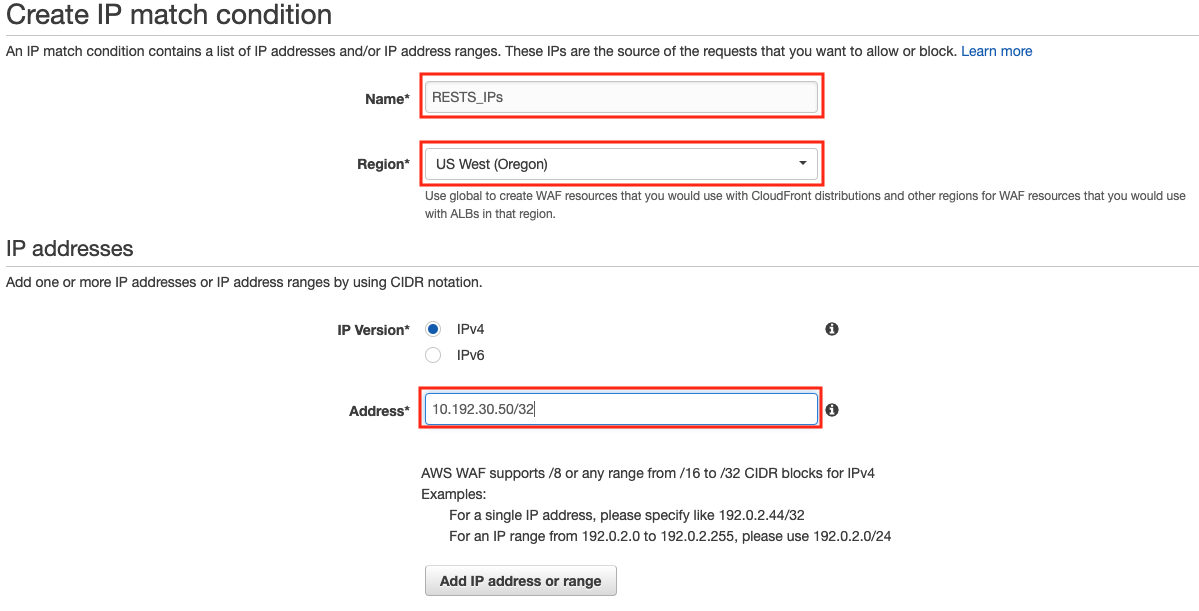 Create IP match condition
An IP match condition contains a list of IP addresses and/or IP address ranges. These IPs are the source of the requests that you want to allow or block. Learn more
Name* RESTS_IPs
Region* US West (Oregon)
Use global to create WAF resources that you would use with CloudFront distributions and other regions for WAF resources that you would use
with ALBs in that region.
IP addresses
Add one or more IP addresses or IP address ranges by using CIDR notation.
IP Version* IPv4
IPv6
Address* 10.192.30.50/32
AWS WAF supports /8 or any range from /16 to /32 CIDR blocks for IPv4
Examples:
For a single IP address, please specify like 192.0.2.44/32
For an IP range from 192.0.2.0 to 192.0.2.255, please use 192.0.2.0/24
Add IP address or range